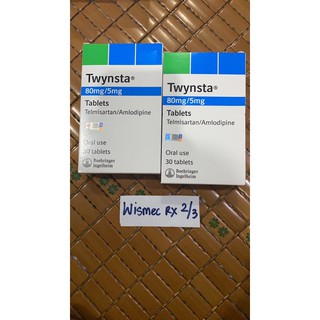 Twynsta®
80mg/5mg
Tablets
Telmisartan/Amlodipine
Oral use
30 tablets
Boehringer
Ingelheim
Twynsta®
80mg/5mg
Tablets
Telmisartan/Amlodipine
Oral use
30 tablets
Boehringer
Ingelheim
Wismec RX 2/3